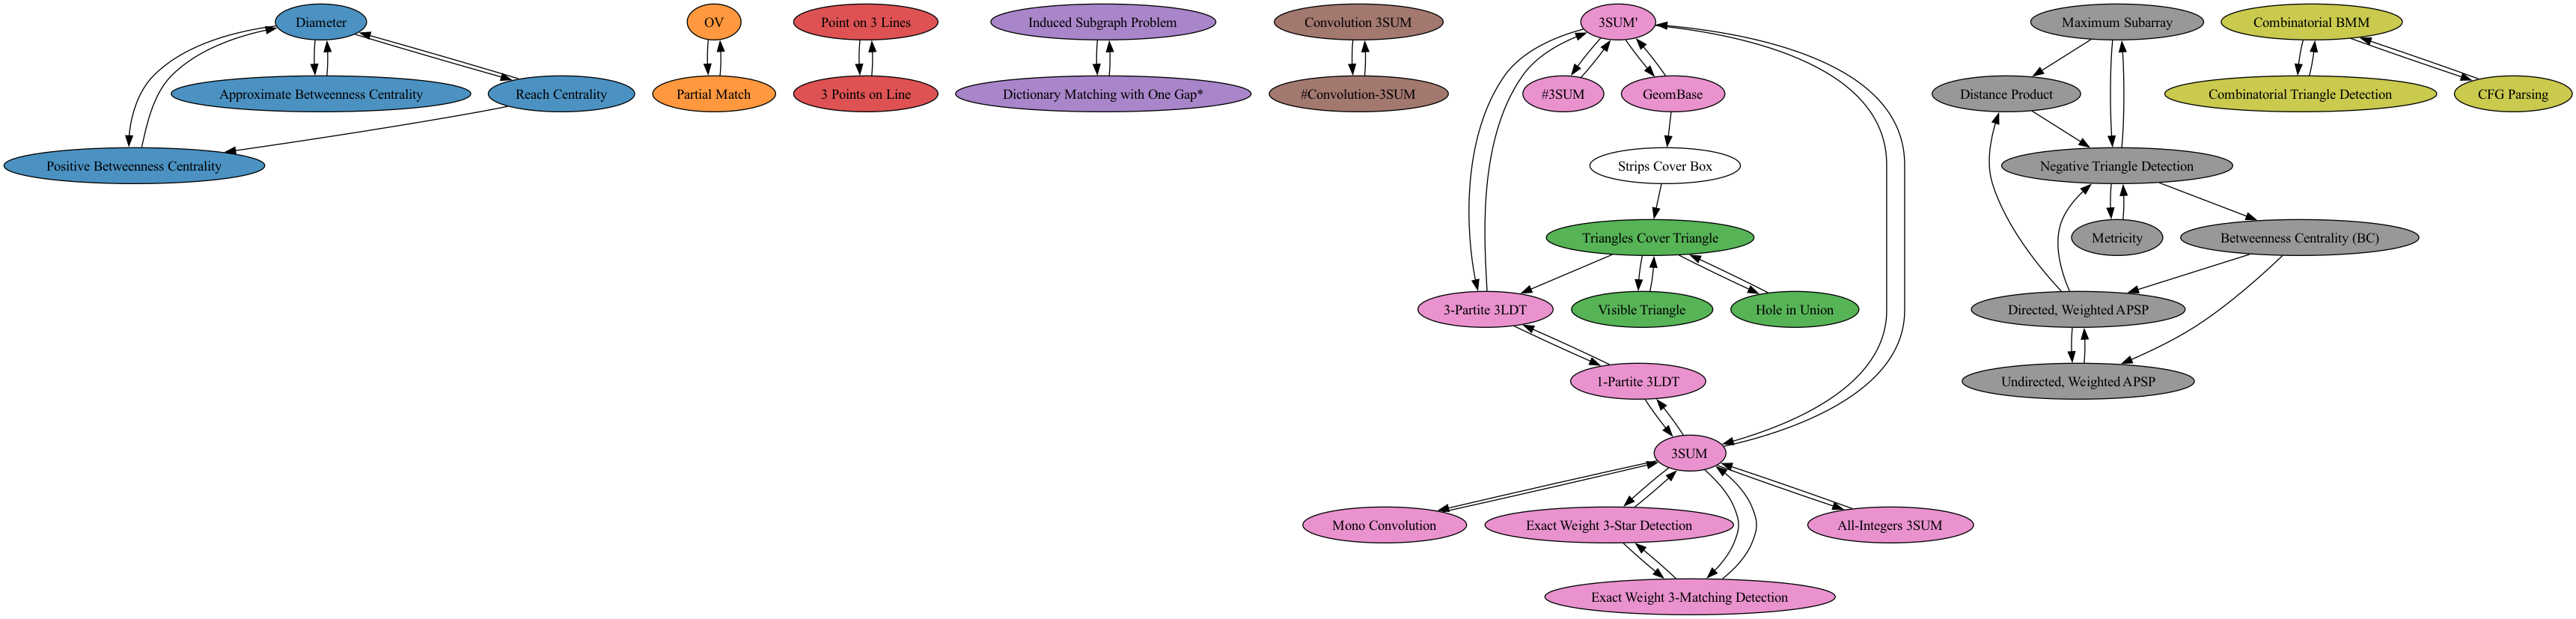 Diameter
OV
Point on 3 Lines
Induced Subgraph Problem
Convolution 3SUM
3SUM'
Maximum Subarray
Combinatorial BMM
Approximate Betweenness Centrality
Reach Centrality
Partial Match
3 Points on Line
Dictionary Matching with One Gap*
#Convolution-3SUM
#3SUM
GeomBase
Distance Product
Combinatorial Triangle Detection
CFG Parsing
Positive Betweenness Centrality
Strips Cover Box
Negative Triangle Detection
Triangles Cover Triangle
Metricity
Betweenness Centrality (BC)
3-Partite 3LDT
Visible Triangle
Hole in Union
Directed, Weighted APSP
1-Partite 3LDT
Undirected, Weighted APSP
3SUM
Mono Convolution
Exact Weight 3-Star Detection
All-Integers 3SUM
Exact Weight 3-Matching Detection